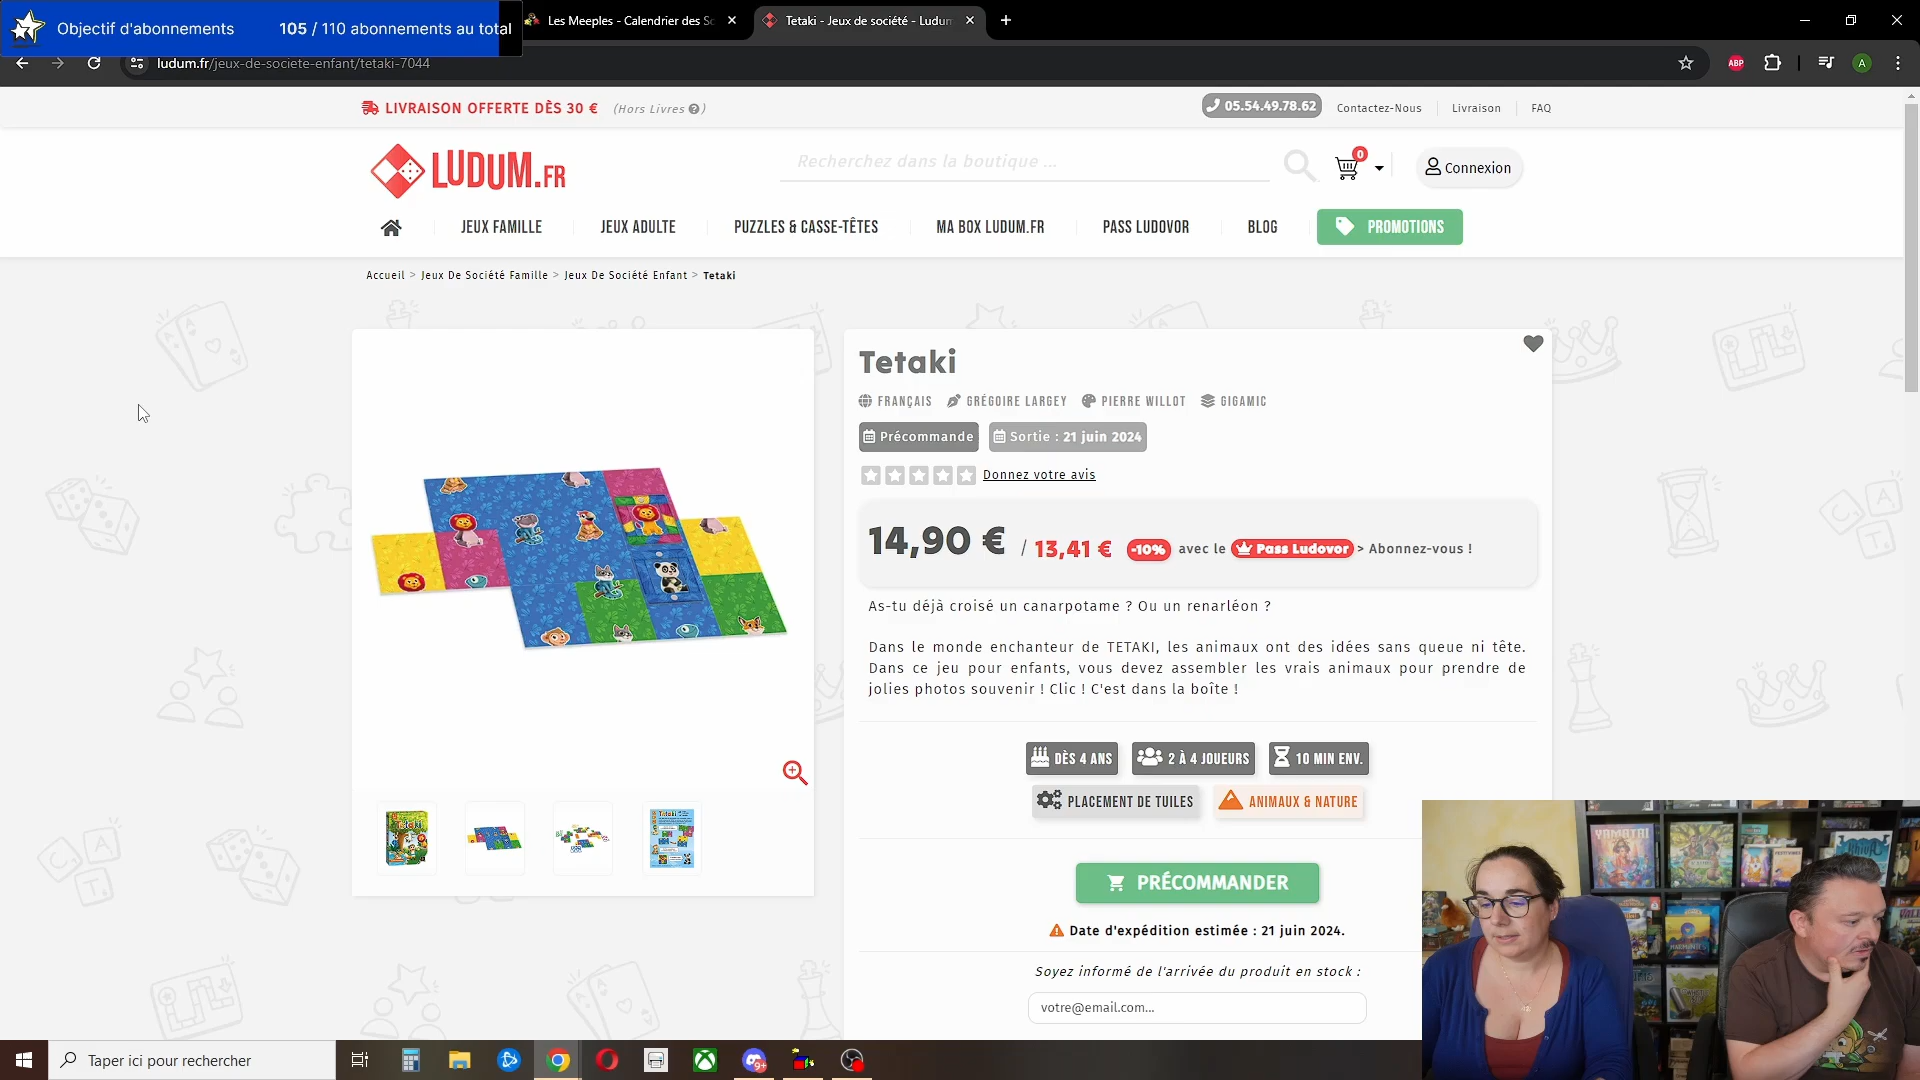 Objectif d'abonnements 105 / 110 abonnements au total
Les Meeples - Calendrier des So
Tetaki - Jeux de société - Ludum
ludum.fr/jeux-de-societe-enfant/tetaki-7044
ABP
A
LIVRAISON OFFERTE DÈS 30 € (Hors Livres ?)
05.54.49.78.62
Contactez-Nous
Livraison
FAQ
LUDUM.FR
Recherchez dans la boutique ...
0
Connexion
JEUX FAMILLE
JEUX ADULTE
PUZZLES & CASSE-TÊTES
MA BOX LUDUM.FR
PASS LUDOVOR
BLOG
PROMOTIONS
Accueil > Jeux De Société Famille > Jeux De Société Enfant > Tetaki
Tetaki
FRANÇAIS GRÉGOIRE LARGEY PIERRE WILLOT GIGAMIC
Précommande
Sortie : 21 juin 2024
Donnez votre avis
14,90 € / 13,41 € -10% avec le Pass Ludovor > Abonnez-vous !
As-tu déjà croisé un canarpotame ? Ou un renarléon ?
Dans le monde enchanteur de TETAKI, les animaux ont des idées sans queue ni tête.
Dans ce jeu pour enfants, vous devez assembler les vrais animaux pour prendre de
jolies photos souvenir ! Clic ! C'est dans la boîte !
DÈS 4 ANS
2 À 4 JOUEURS
10 MIN ENV.
PLACEMENT DE TUILES
ANIMAUX & NATURE
Tetaki
Tetaki
PRÉCOMMANDER
Date d'expédition estimée : 21 juin 2024.
Soyez informé de l'arrivée du produit en stock :
votre@email.com...
YAMATAI
HARMONIES
Taper ici pour rechercher
9+